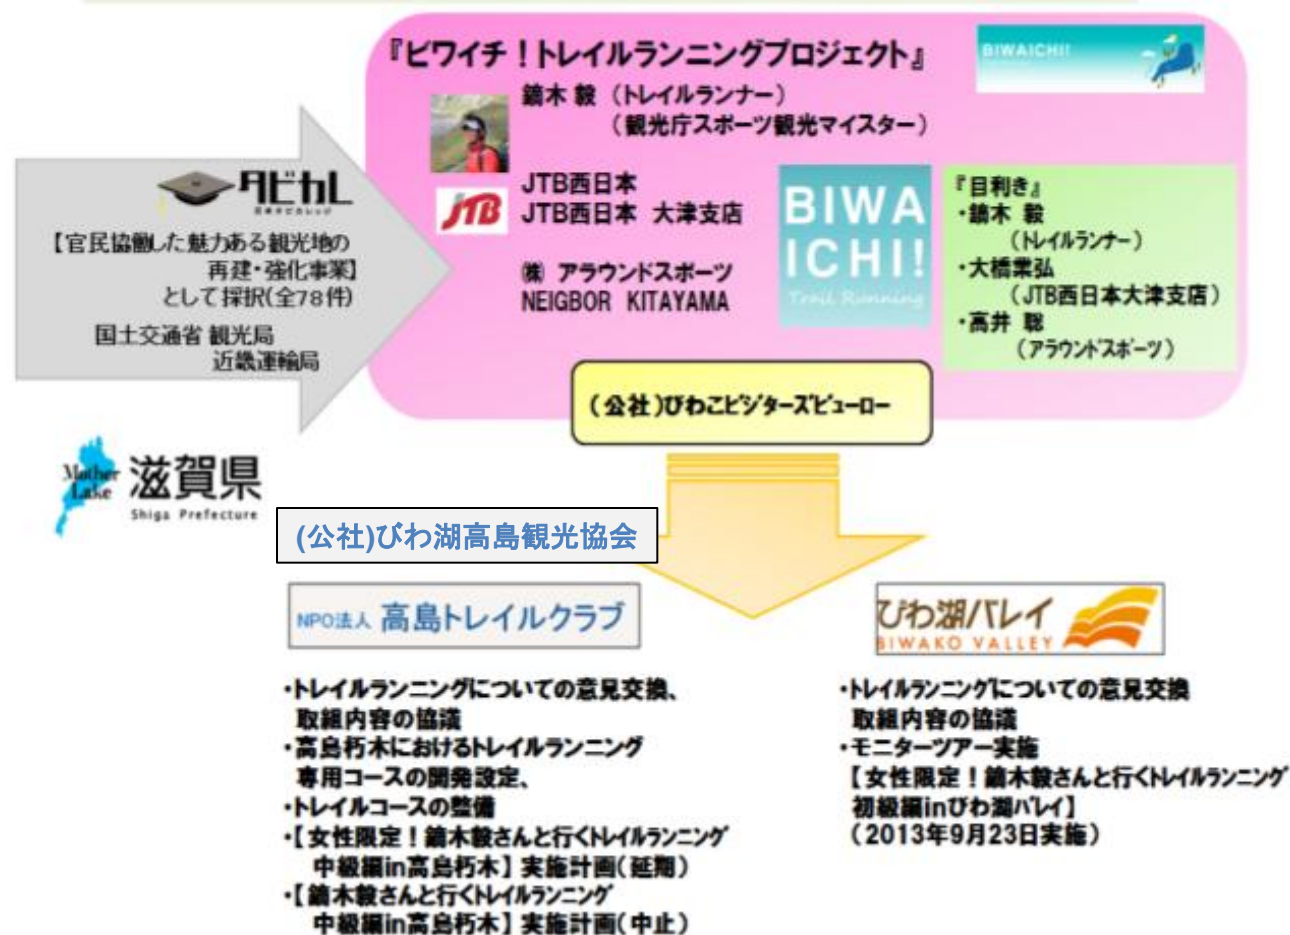 『ビワイチ！トレイルランニングプロジェクト』
BIWAICHI!
鏑木 毅 （トレイルランナー）
（観光庁スポーツ観光マイスター）
JTB
JTB西日本
JTB西日本 大津支店
㈱ アラウンドスポーツ
NEIGBOR KITAYAMA
BIWA
ICHI!
Trail Running
『目利き』
・鏑木 毅
（トレイルランナー）
・大橋業弘
（JTB西日本大津支店）
・高井 聡
（アラウンドスポーツ）
タビカレ
日本タビカレッジ
【官民協働した魅力ある観光地の
再建・強化事業】
として採択(全78件)
国土交通省 観光局
近畿運輸局
（公社）びわこビジターズビューロー
Mother
Lake
滋賀県
Shiga Prefecture
(公社)びわ湖高島観光協会
NPO法人 高島トレイルクラブ
・トレイルランニングについての意見交換、
取組内容の協議
・高島朽木におけるトレイルランニング
専用コースの開発設定、
・トレイルコースの整備
・【女性限定！鏑木毅さんと行くトレイルランニング
中級編in高島朽木】実施計画（延期）
・【鏑木毅さんと行くトレイルランニング
中級編in高島朽木】実施計画（中止）
びわ湖バレイ
BIWAKO VALLEY
・トレイルランニングについての意見交換
取組内容の協議
・モニターツアー実施
【女性限定！鏑木毅さんと行くトレイルランニング
初級編inびわ湖バレイ】
（2013年9月23日実施）